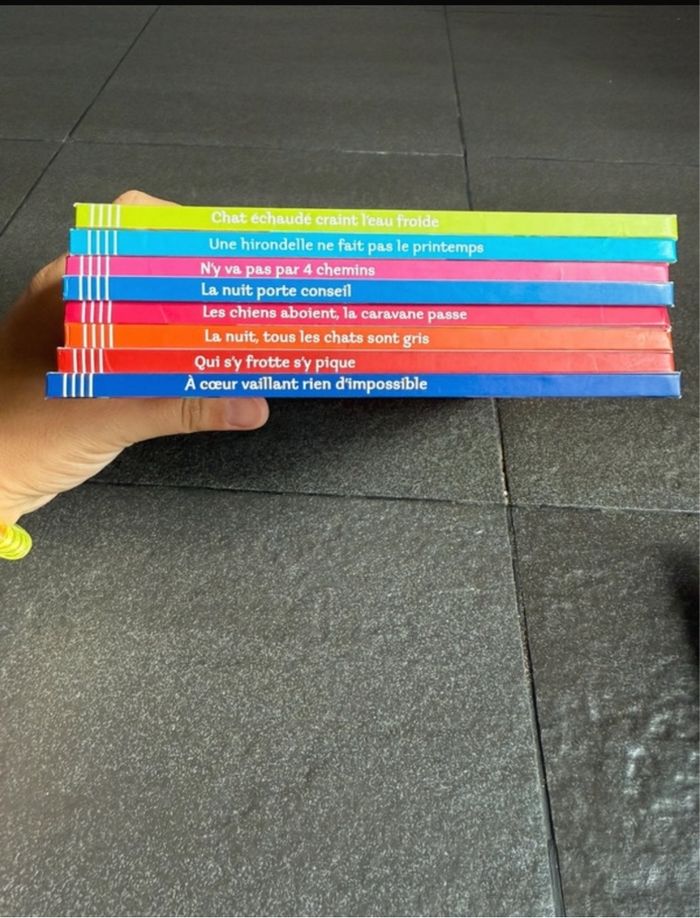 Chat échaudé craint l'eau froide
Une hirondelle ne fait pas le printemps
N'y va pas par 4 chemins
La nuit porte conseil
Les chiens aboient, la caravane passe
La nuit, tous les chats sont gris
Qui s'y frotte s'y pique
À cœur vaillant rien d'impossible